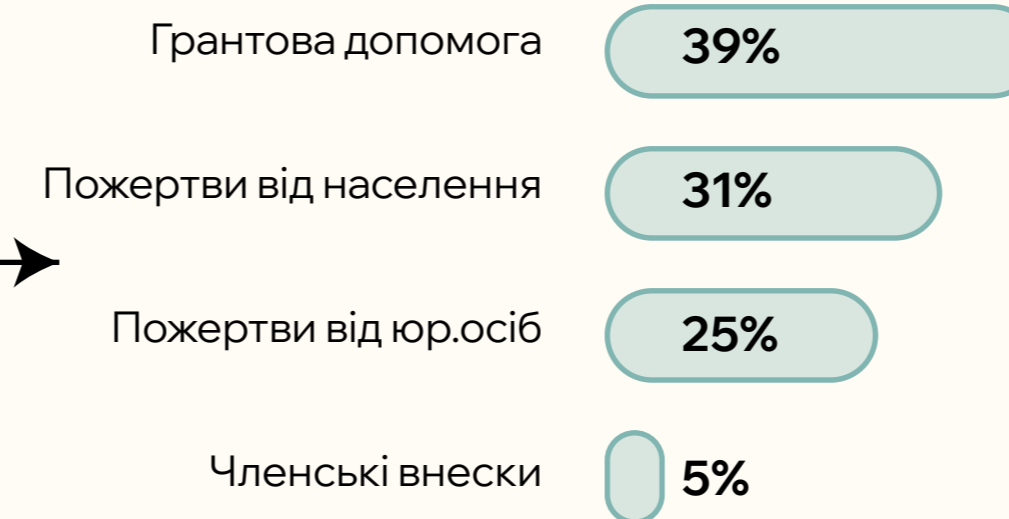 Грантова допомога 39%
Пожертви від населення 31%
Пожертви від юр.осіб 25%
Членські внески 5%